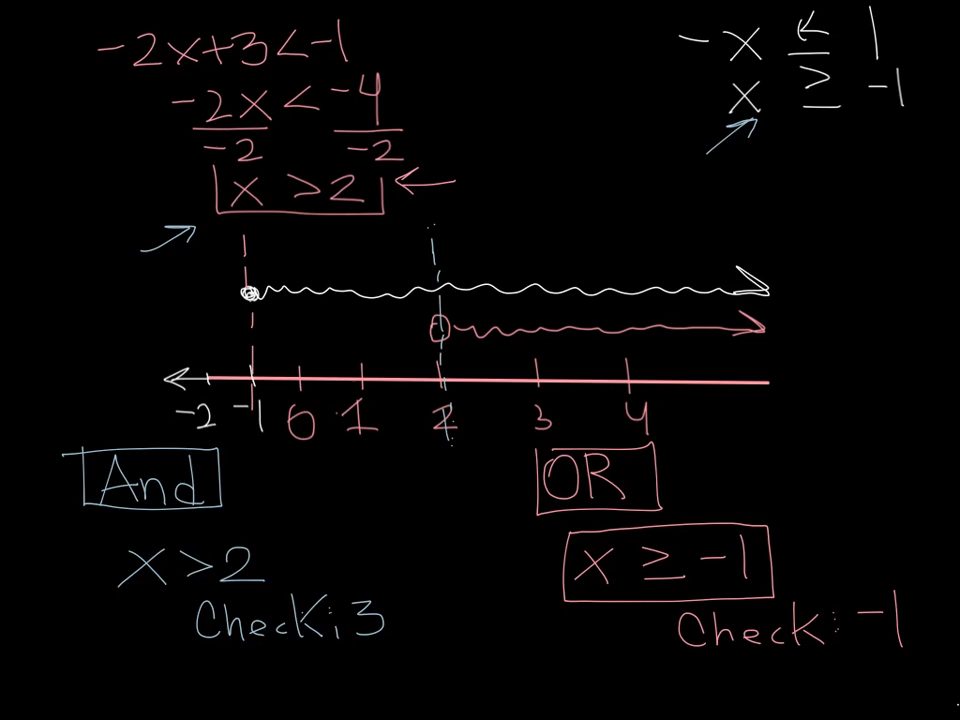 -2x+3<-1
-x ≤ 1
-2x < -4
x ≥ -1
-2 -2
x > 2
-2 -1 0 1 2 3 4
And OR
x > 2
x ≥ -1
Check: 3
Check: -1